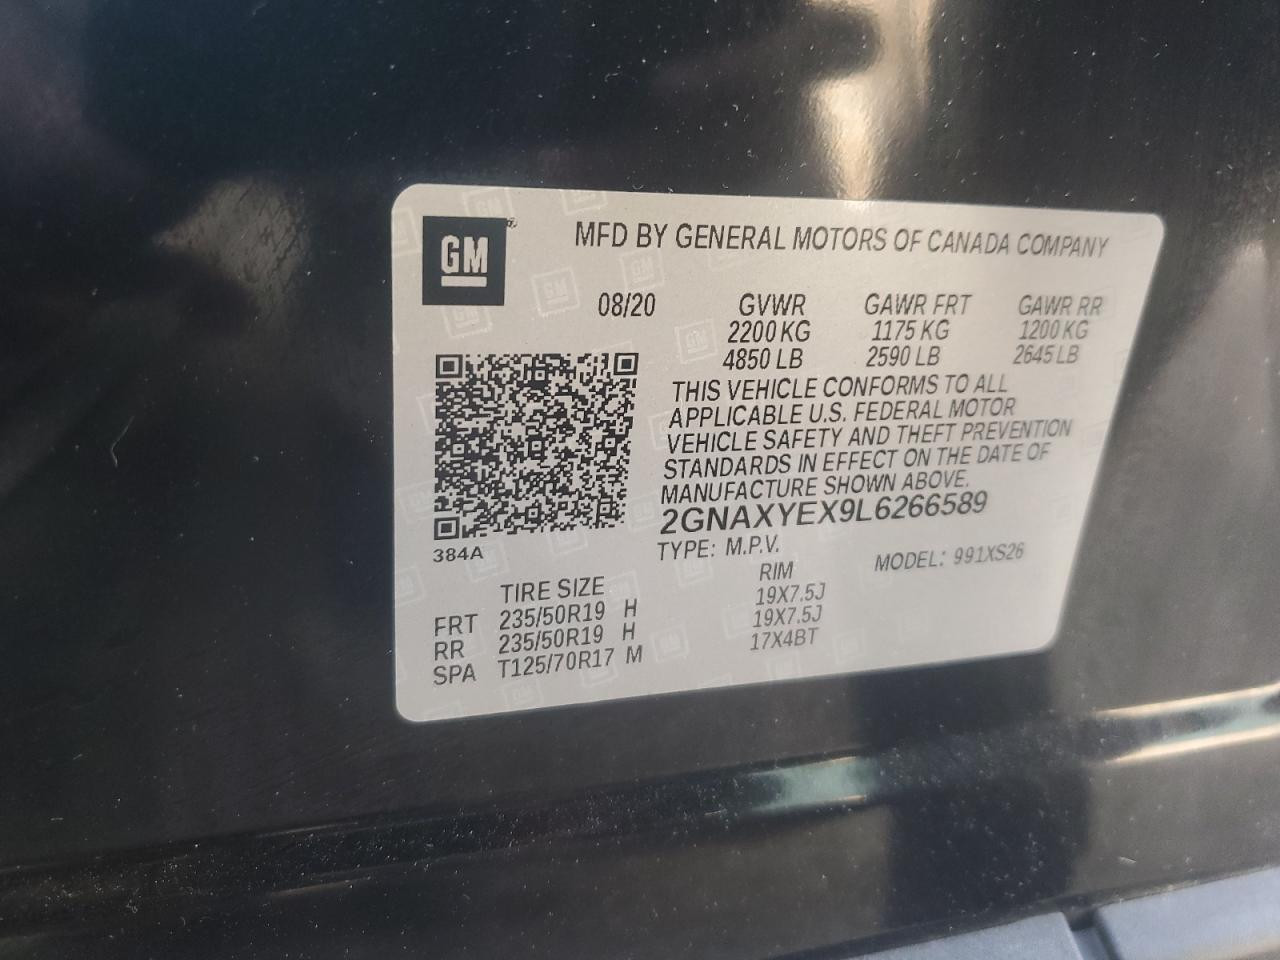 GM
MFD BY GENERAL MOTORS OF CANADA COMPANY
08/20 GVWR GAWR FRT GAWR RR
2200 KG 1175 KG 1200 KG
4850 LB 2590 LB 2645 LB
THIS VEHICLE CONFORMS TO ALL
APPLICABLE U.S. FEDERAL MOTOR
VEHICLE SAFETY AND THEFT PREVENTION
STANDARDS IN EFFECT ON THE DATE OF
MANUFACTURE SHOWN ABOVE.
2GNAXYEX9L6266589
384A TYPE: M.P.V. MODEL: 991XS26
TIRE SIZE RIM
FRT 235/50R19 H 19X7.5J
RR 235/50R19 H 19X7.5J
SPA T125/70R17 M 17X4BT